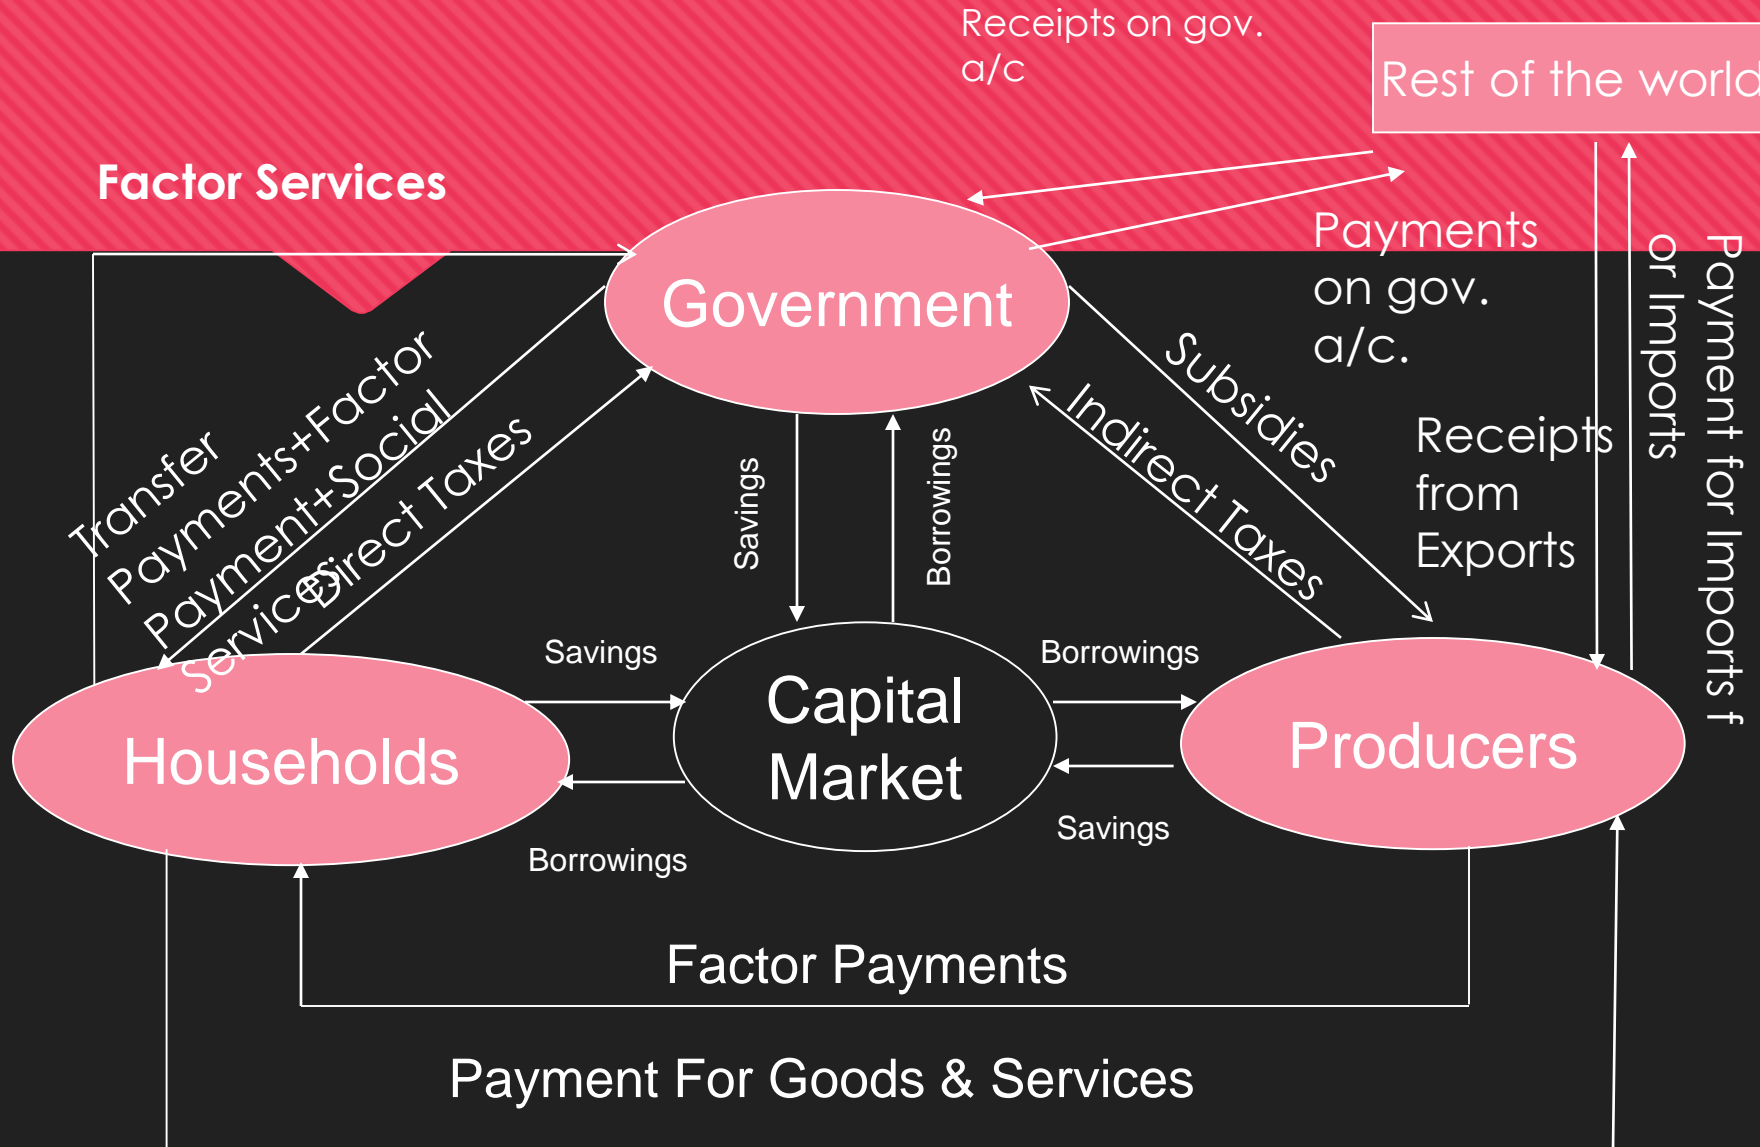 Receipts on gov.
a/c
Rest of the world
Factor Services
Government
Payments
on gov.
a/c.
Payment for Imports f
or Imports
Transfer
Payments+Factor
Payment+Social
Services
Direct Taxes
Subsidies
Indirect Taxes
Receipts
from
Exports
Savings
Borrowings
Savings
Borrowings
Capital
Market
Households
Producers
Borrowings
Savings
Factor Payments
Payment For Goods & Services